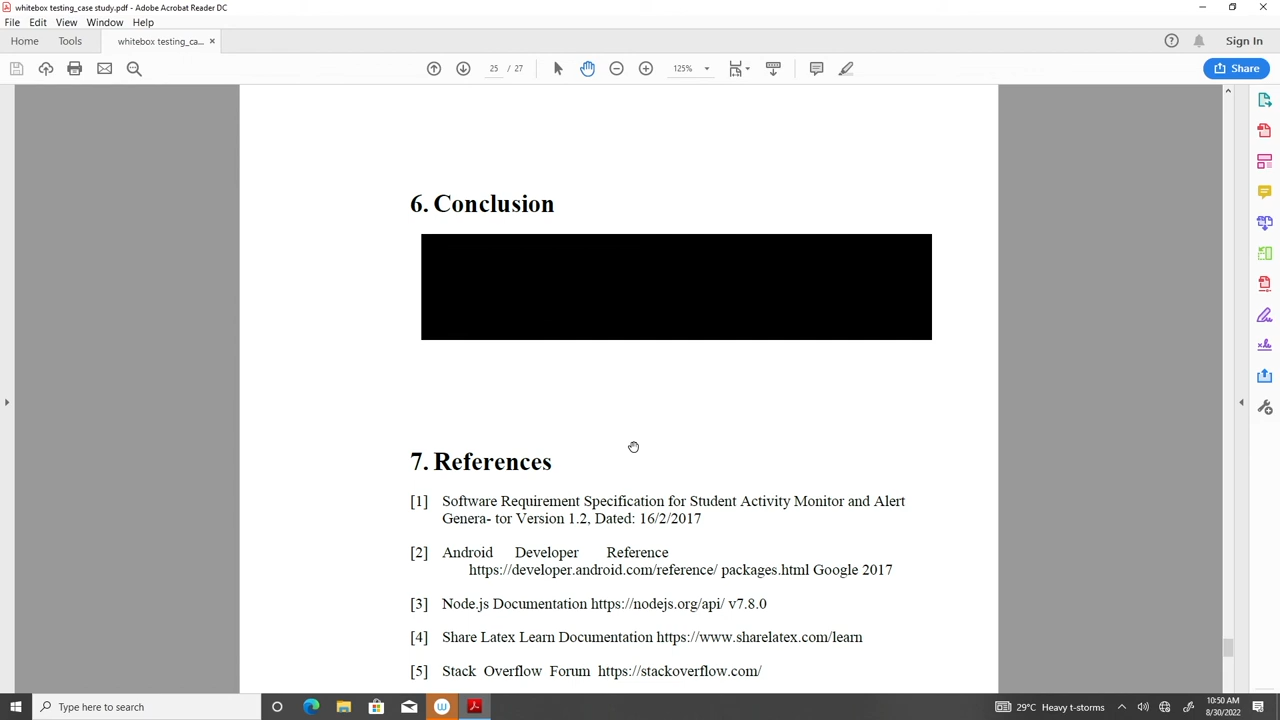 whitebox testing_case study.pdf - Adobe Acrobat Reader DC
File Edit View Window Help
Home Tools whitebox testing_ca... × Sign In
25 / 27 125% Share
6. Conclusion
7. References
[1] Software Requirement Specification for Student Activity Monitor and Alert
Genera- tor Version 1.2, Dated: 16/2/2017
[2] Android Developer Reference
https://developer.android.com/reference/ packages.html Google 2017
[3] Node.js Documentation https://nodejs.org/api/ v7.8.0
[4] Share Latex Learn Documentation https://www.sharelatex.com/learn
[5] Stack Overflow Forum https://stackoverflow.com/
Type here to search 29°C Heavy t-storms 10:50 AM
8/30/2022